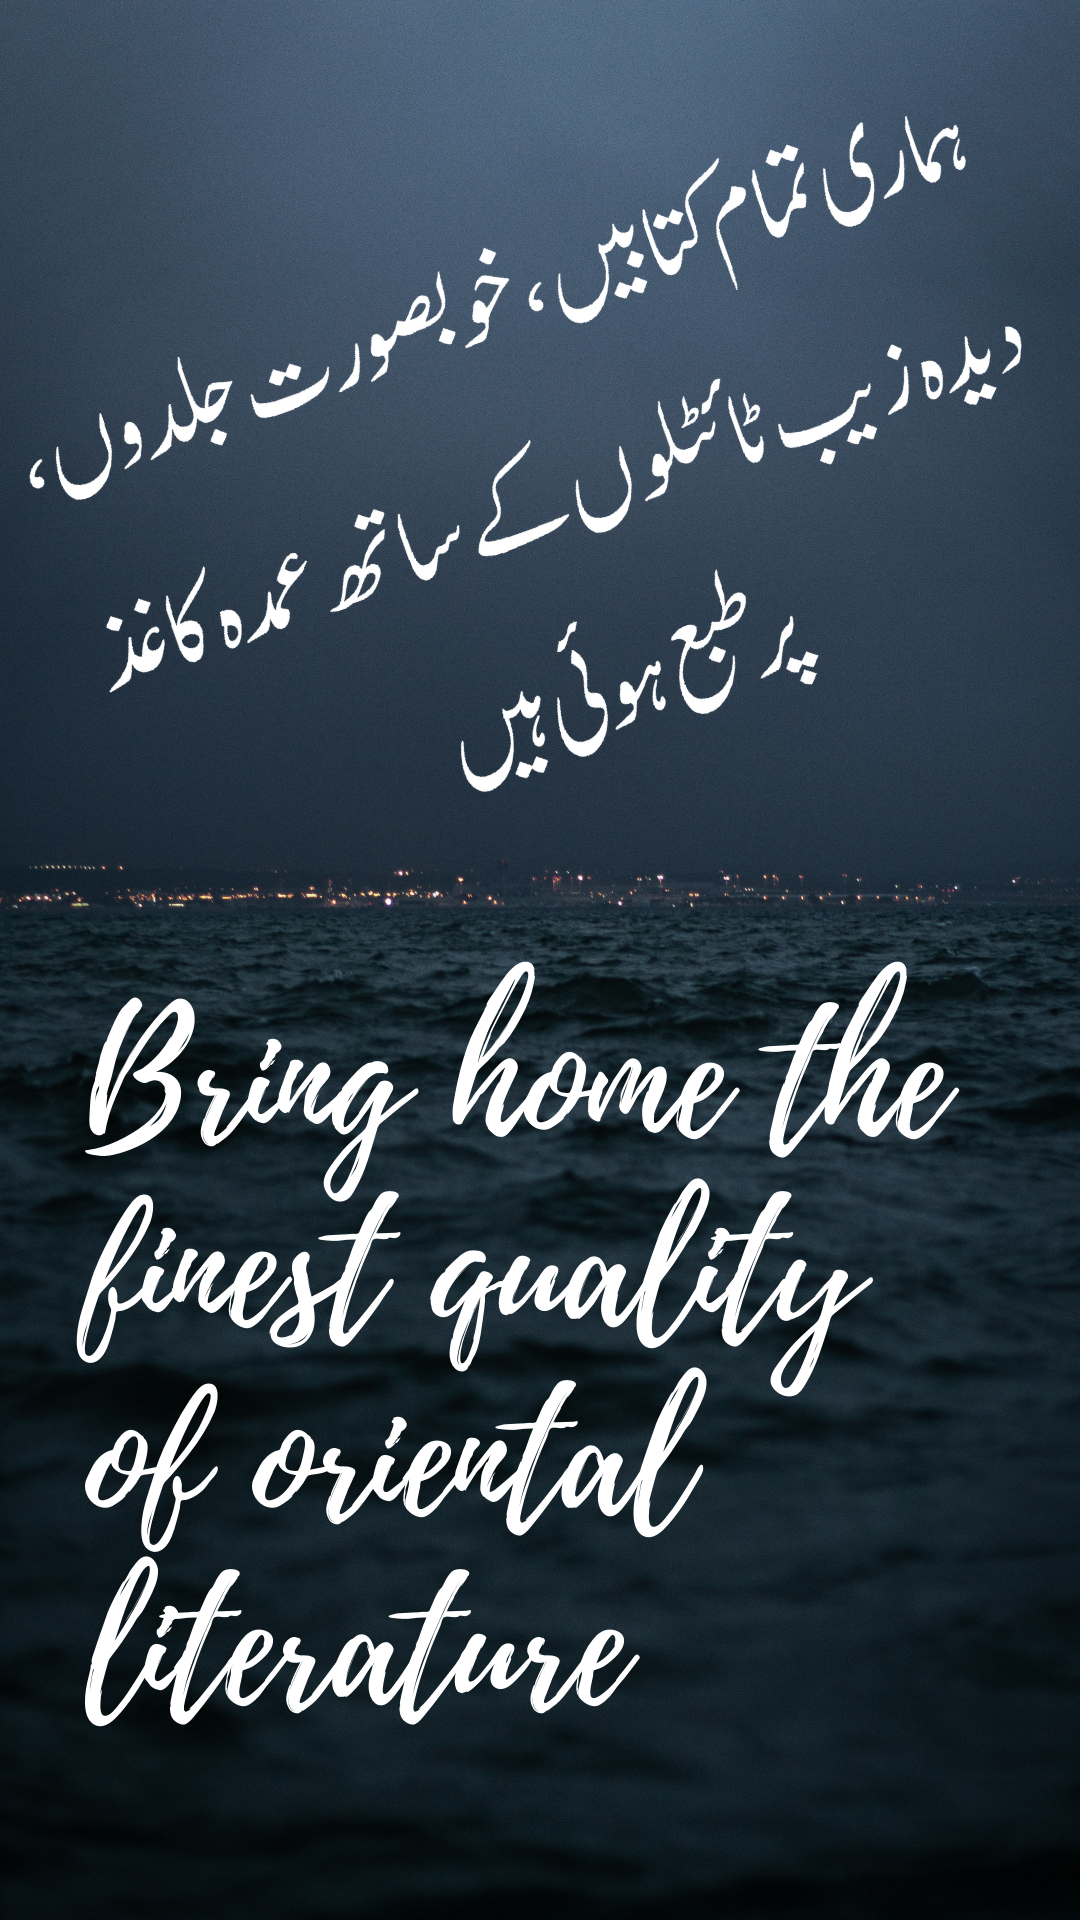 ہماری تمام کتابیں، خوبصورت جلدوں،
دیدہ زیب ٹائٹلوں کے ساتھ عمدہ کاغذ
پر طبع ہوئی ہیں
Bring home the
finest quality
of oriental
literature